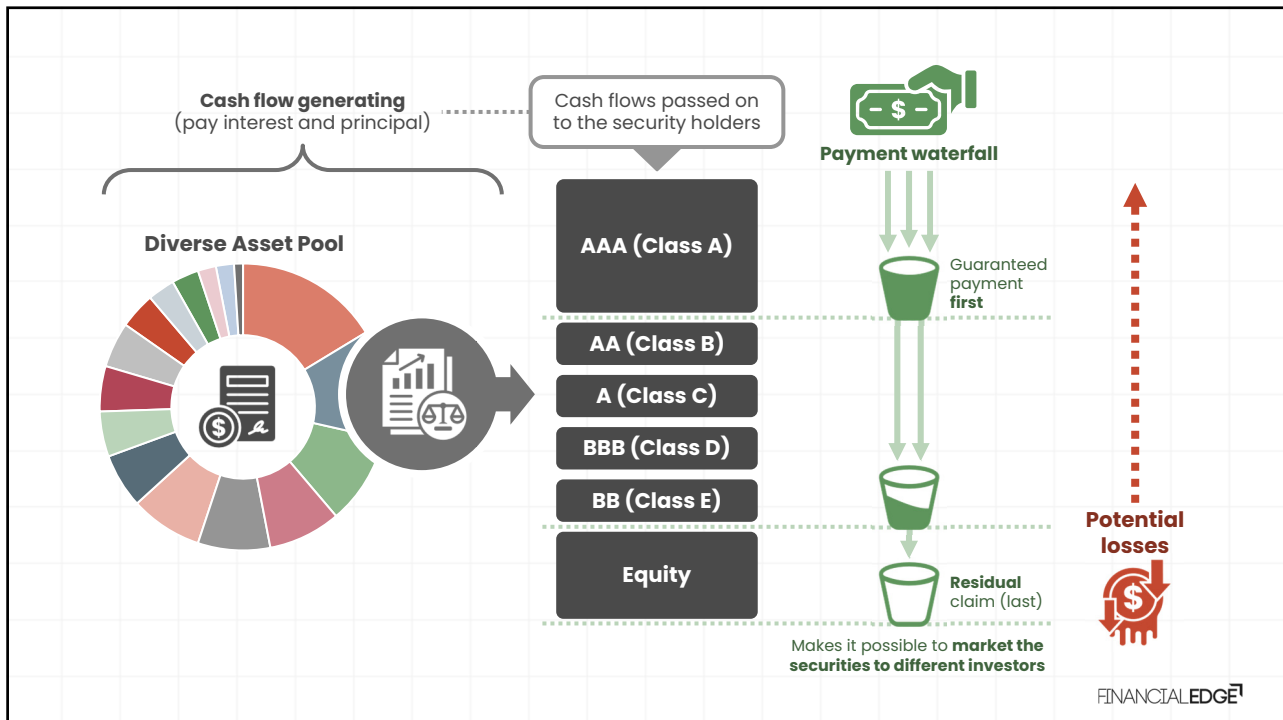 Cash flow generating
(pay interest and principal)
Cash flows passed on
to the security holders
$
Payment waterfall
Diverse Asset Pool
$
AAA (Class A)
AA (Class B)
A (Class C)
BBB (Class D)
BB (Class E)
Equity
Guaranteed
payment
first
Residual
claim (last)
Makes it possible to market the
securities to different investors
Potential
losses
$
FINANCIALEDGE